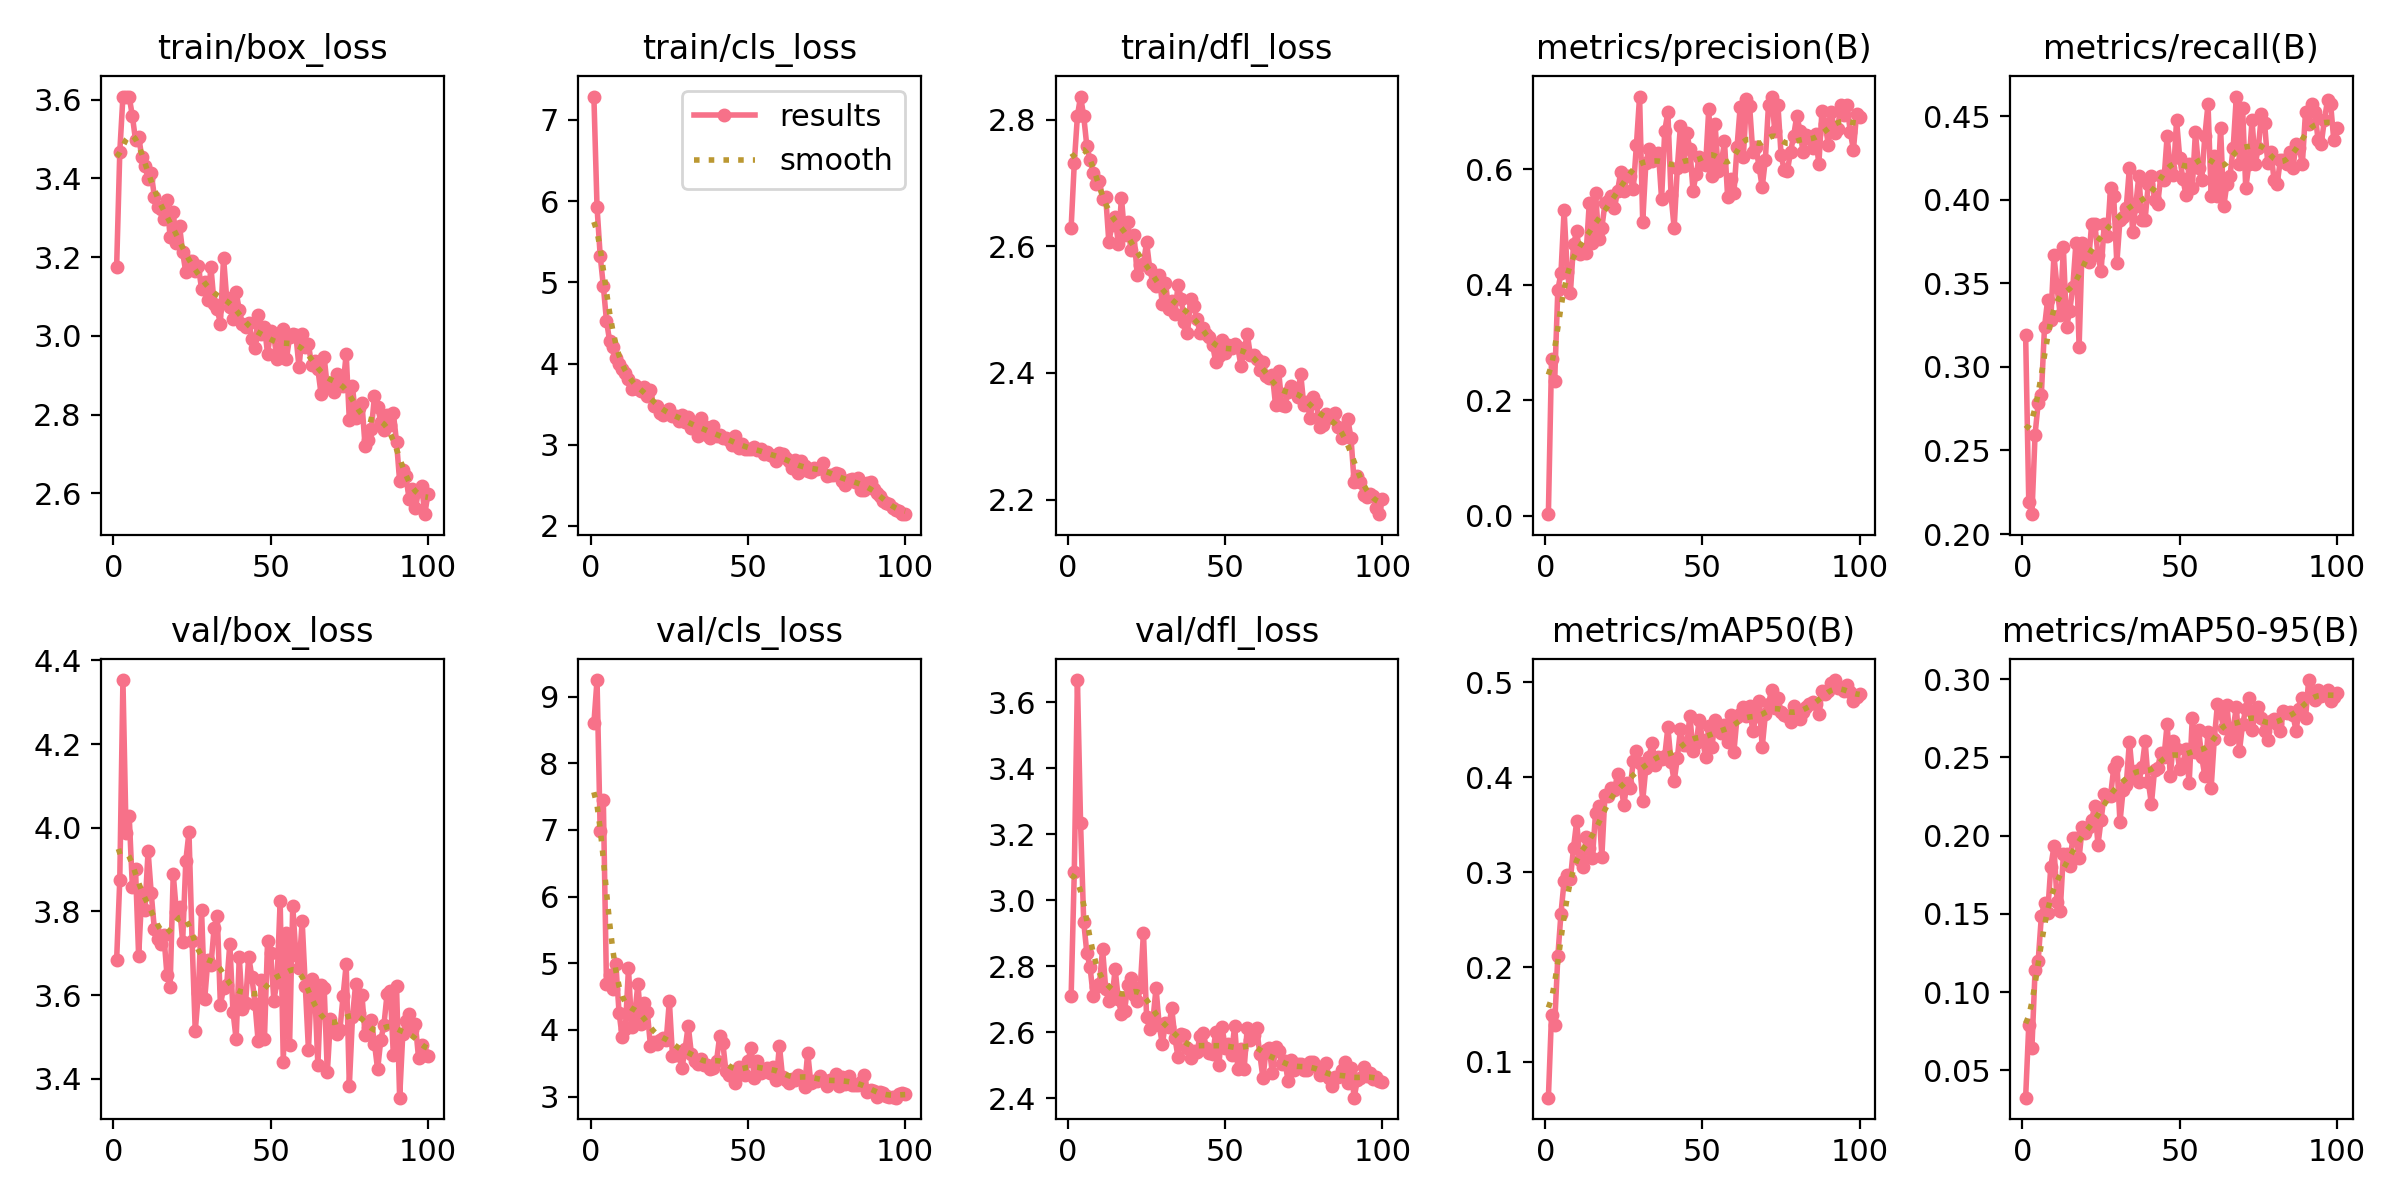 train/box_loss
3.6
3.4
3.2
3.0
2.8
2.6
0 50 100
train/cls_loss
results
smooth
7
6
5
4
3
2
0 50 100
train/dfl_loss
2.8
2.6
2.4
2.2
0 50 100
metrics/precision(B)
0.6
0.4
0.2
0.0
0 50 100
metrics/recall(B)
0.45
0.40
0.35
0.30
0.25
0.20
0 50 100
val/box_loss
4.4
4.2
4.0
3.8
3.6
3.4
0 50 100
val/cls_loss
9
8
7
6
5
4
3
0 50 100
val/dfl_loss
3.6
3.4
3.2
3.0
2.8
2.6
2.4
0 50 100
metrics/mAP50(B)
0.5
0.4
0.3
0.2
0.1
0 50 100
metrics/mAP50-95(B)
0.30
0.25
0.20
0.15
0.10
0.05
0 50 100